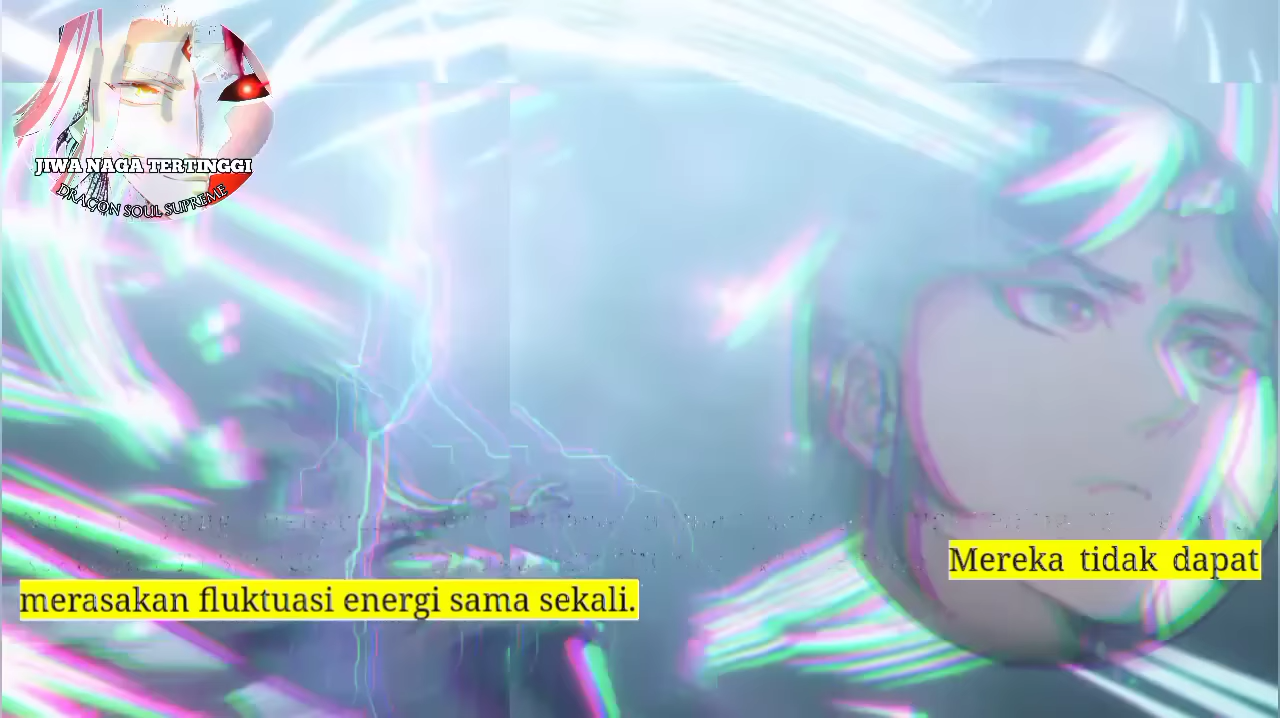 JIWA NAGA TERTINGGI
DRAGON SOUL SUPREME
Mereka tidak dapat
merasakan fluktuasi energi sama sekali.